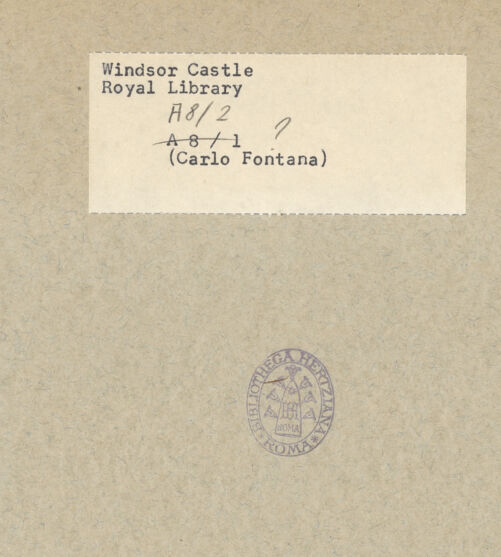 Windsor Castle
Royal Library
A8/2
A 8 / 1 ?
(Carlo Fontana)
BIBLIOTHECA HERTZIANA
ROMA
ROMA